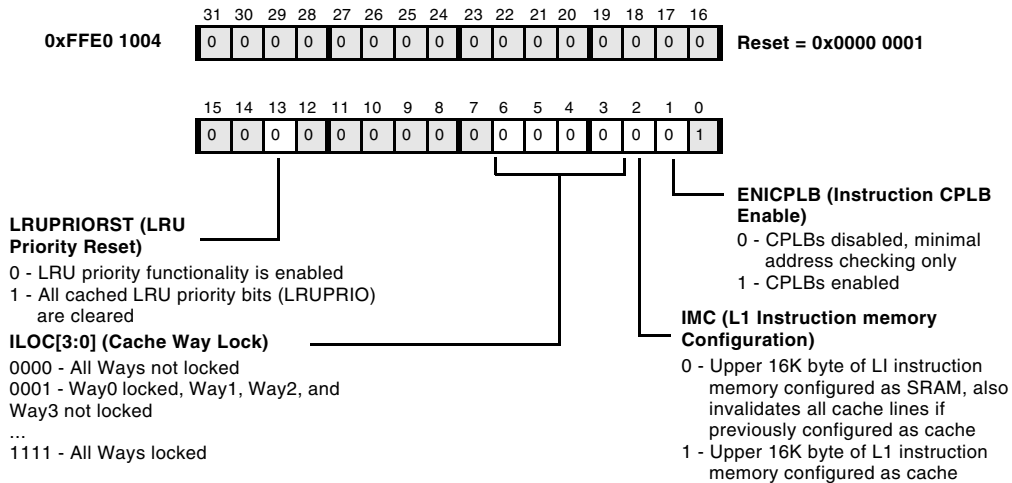 31 30 29 28 27 26 25 24 23 22 21 20 19 18 17 16
0xFFE0 1004 0 0 0 0 0 0 0 0 0 0 0 0 0 0 0 0 Reset = 0x0000 0001
15 14 13 12 11 10 9 8 7 6 5 4 3 2 1 0
0 0 0 0 0 0 0 0 0 0 0 0 0 0 0 1
LRUPRIORST (LRU
Priority Reset)
0 - LRU priority functionality is enabled
1 - All cached LRU priority bits (LRUPRIO)
are cleared
ILOC[3:0] (Cache Way Lock)
0000 - All Ways not locked
0001 - Way0 locked, Way1, Way2, and
Way3 not locked
...
1111 - All Ways locked
ENICPLB (Instruction CPLB
Enable)
0 - CPLBs disabled, minimal
address checking only
1 - CPLBs enabled
IMC (L1 Instruction memory
Configuration)
0 - Upper 16K byte of LI instruction
memory configured as SRAM, also
invalidates all cache lines if
previously configured as cache
1 - Upper 16K byte of L1 instruction
memory configured as cache